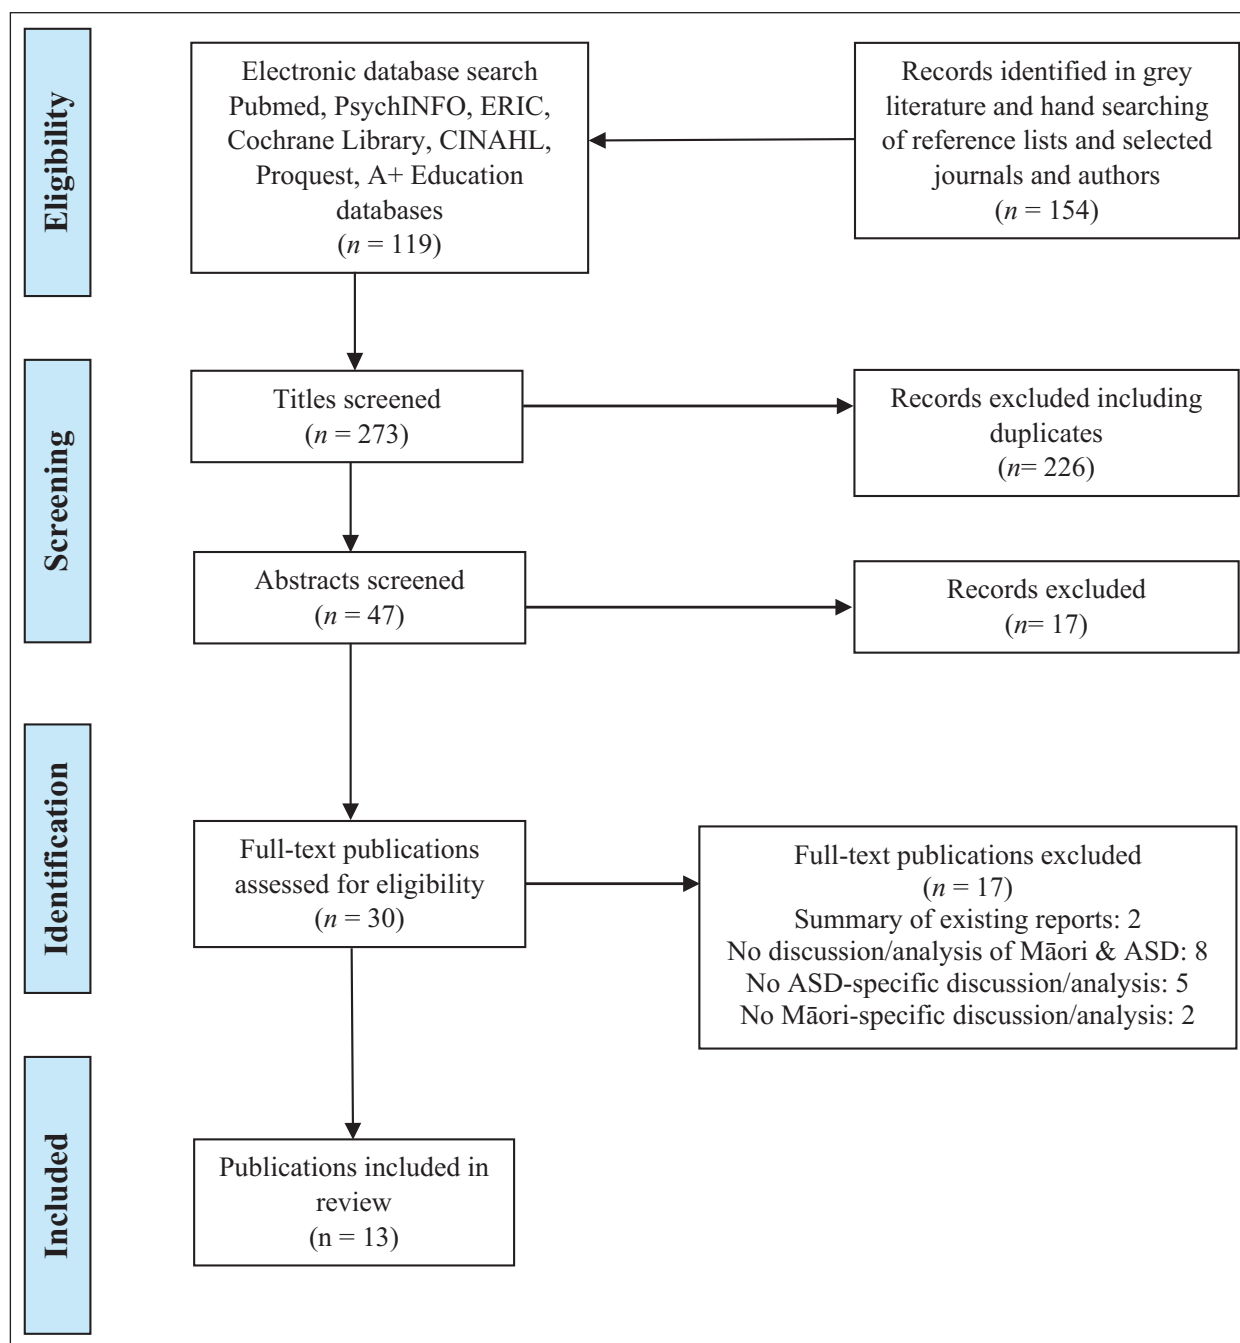 Eligibility
Electronic database search
Pubmed, PsychINFO, ERIC,
Cochrane Library, CINAHL,
Proquest, A+ Education
databases
(n = 119)
Records identified in grey
literature and hand searching
of reference lists and selected
journals and authors
(n = 154)
Screening
Titles screened
(n = 273)
Records excluded including
duplicates
(n= 226)
Abstracts screened
(n = 47)
Records excluded
(n= 17)
Identification
Full-text publications
assessed for eligibility
(n = 30)
Full-text publications excluded
(n = 17)
Summary of existing reports: 2
No discussion/analysis of Māori & ASD: 8
No ASD-specific discussion/analysis: 5
No Māori-specific discussion/analysis: 2
Included
Publications included in
review
(n = 13)